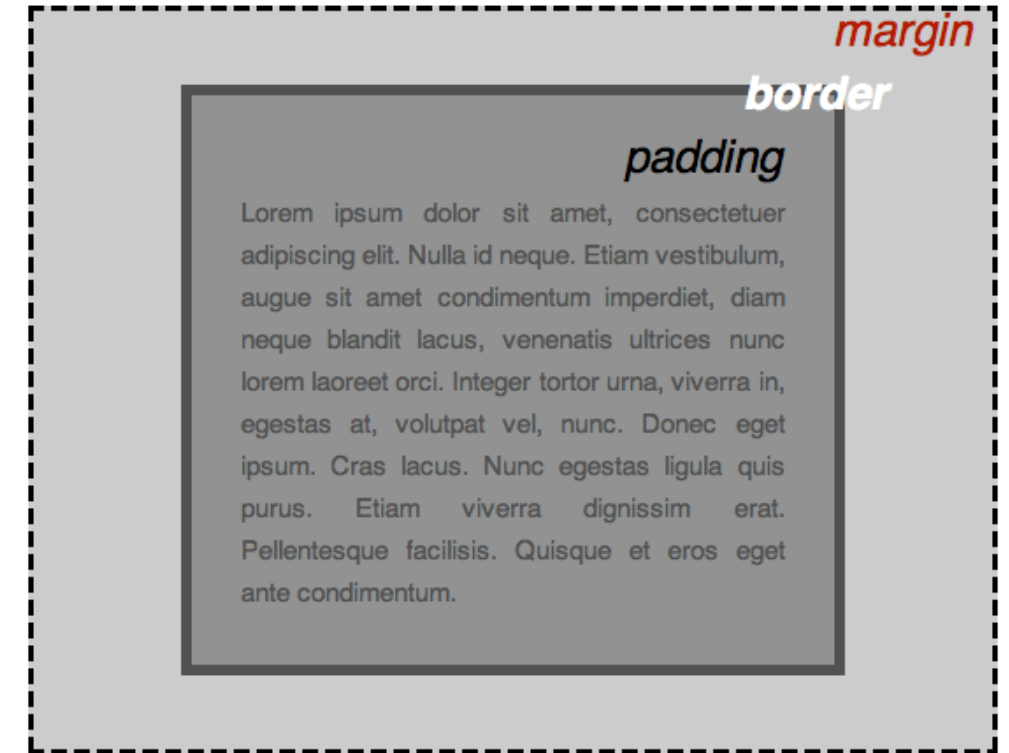 margin
border
padding
Lorem ipsum dolor sit amet, consectetuer
adipiscing elit. Nulla id neque. Etiam vestibulum,
augue sit amet condimentum imperdiet, diam
neque blandit lacus, venenatis ultrices nunc
lorem laoreet orci. Integer tortor urna, viverra in,
egestas at, volutpat vel, nunc. Donec eget
ipsum. Cras lacus. Nunc egestas ligula quis
purus. Etiam viverra dignissim erat.
Pellentesque facilisis. Quisque et eros eget
ante condimentum.